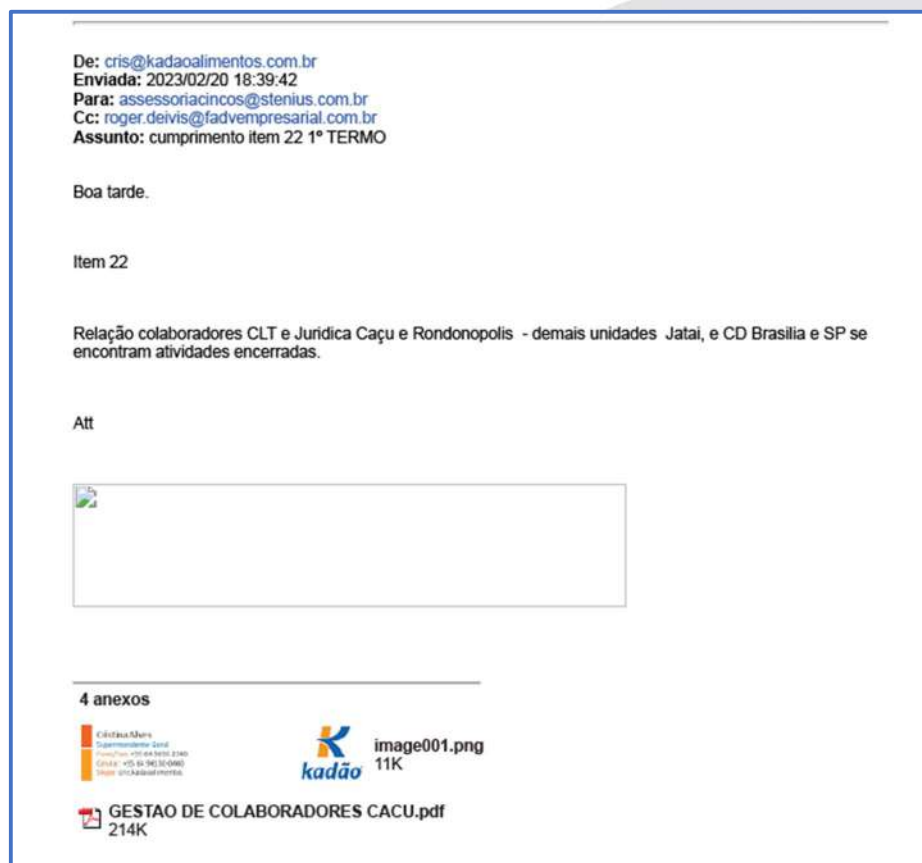 De: cris@kadaoalimentos.com.br
Enviada: 2023/02/20 18:39:42
Para: assessoriacincos@stenius.com.br
Cc: roger.deivis@fadvempresarial.com.br
Assunto: cumprimento item 22 1º TERMO
Boa tarde.
Item 22
Relação colaboradores CLT e Juridica Caçu e Rondonopolis - demais unidades Jatai, e CD Brasilia e SP se
encontram atividades encerradas.
Att
4 anexos
Cristina Alves
Superintendente Geral
kadão
image001.png
11K
GESTAO DE COLABORADORES CACU.pdf
214K